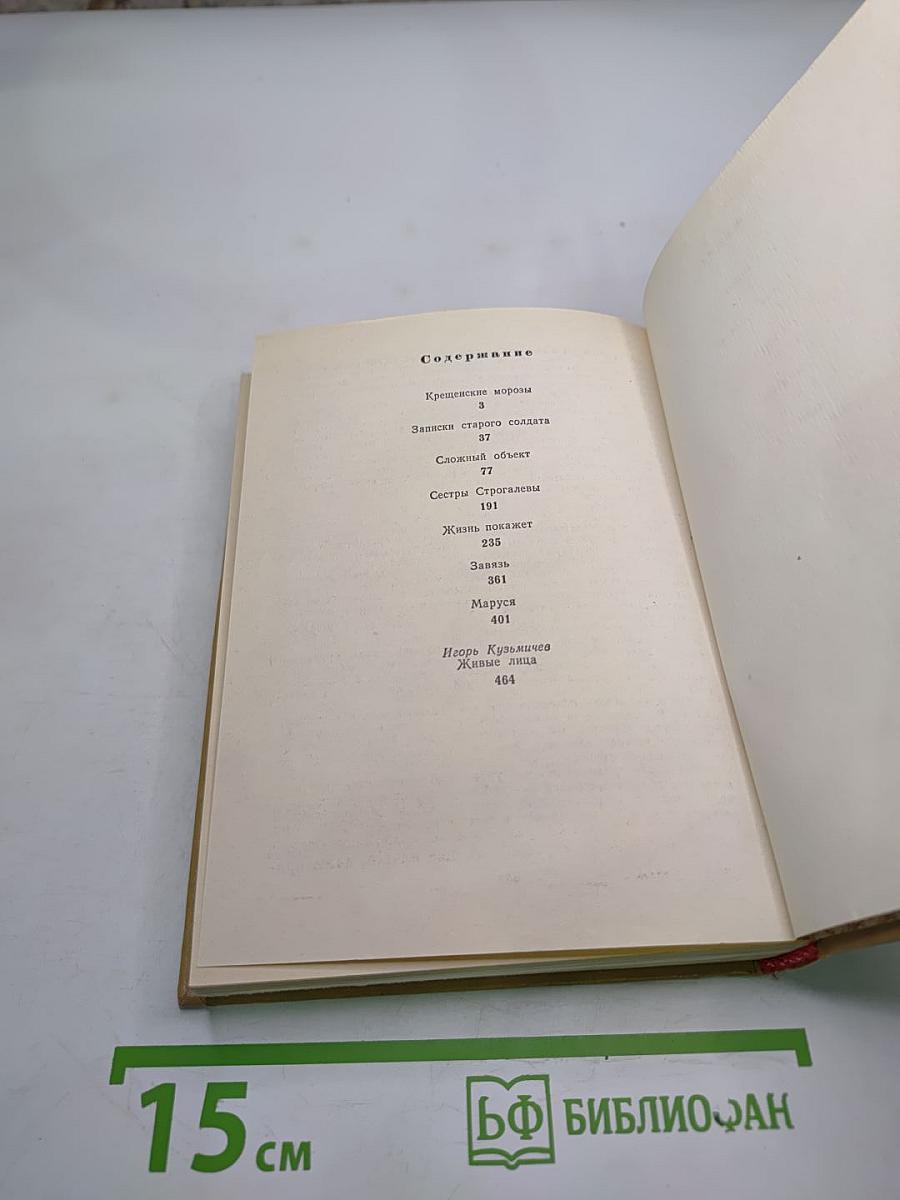 Содержание
Крещенские морозы
3
Записки старого солдата
37
Сложный объект
77
Сестры Строгалевы
191
Жизнь покажет
235
Завязь
361
Маруся
401
Игорь Кузьмичев
Живые лица
464
15 см
БФ БИБЛИОФАН